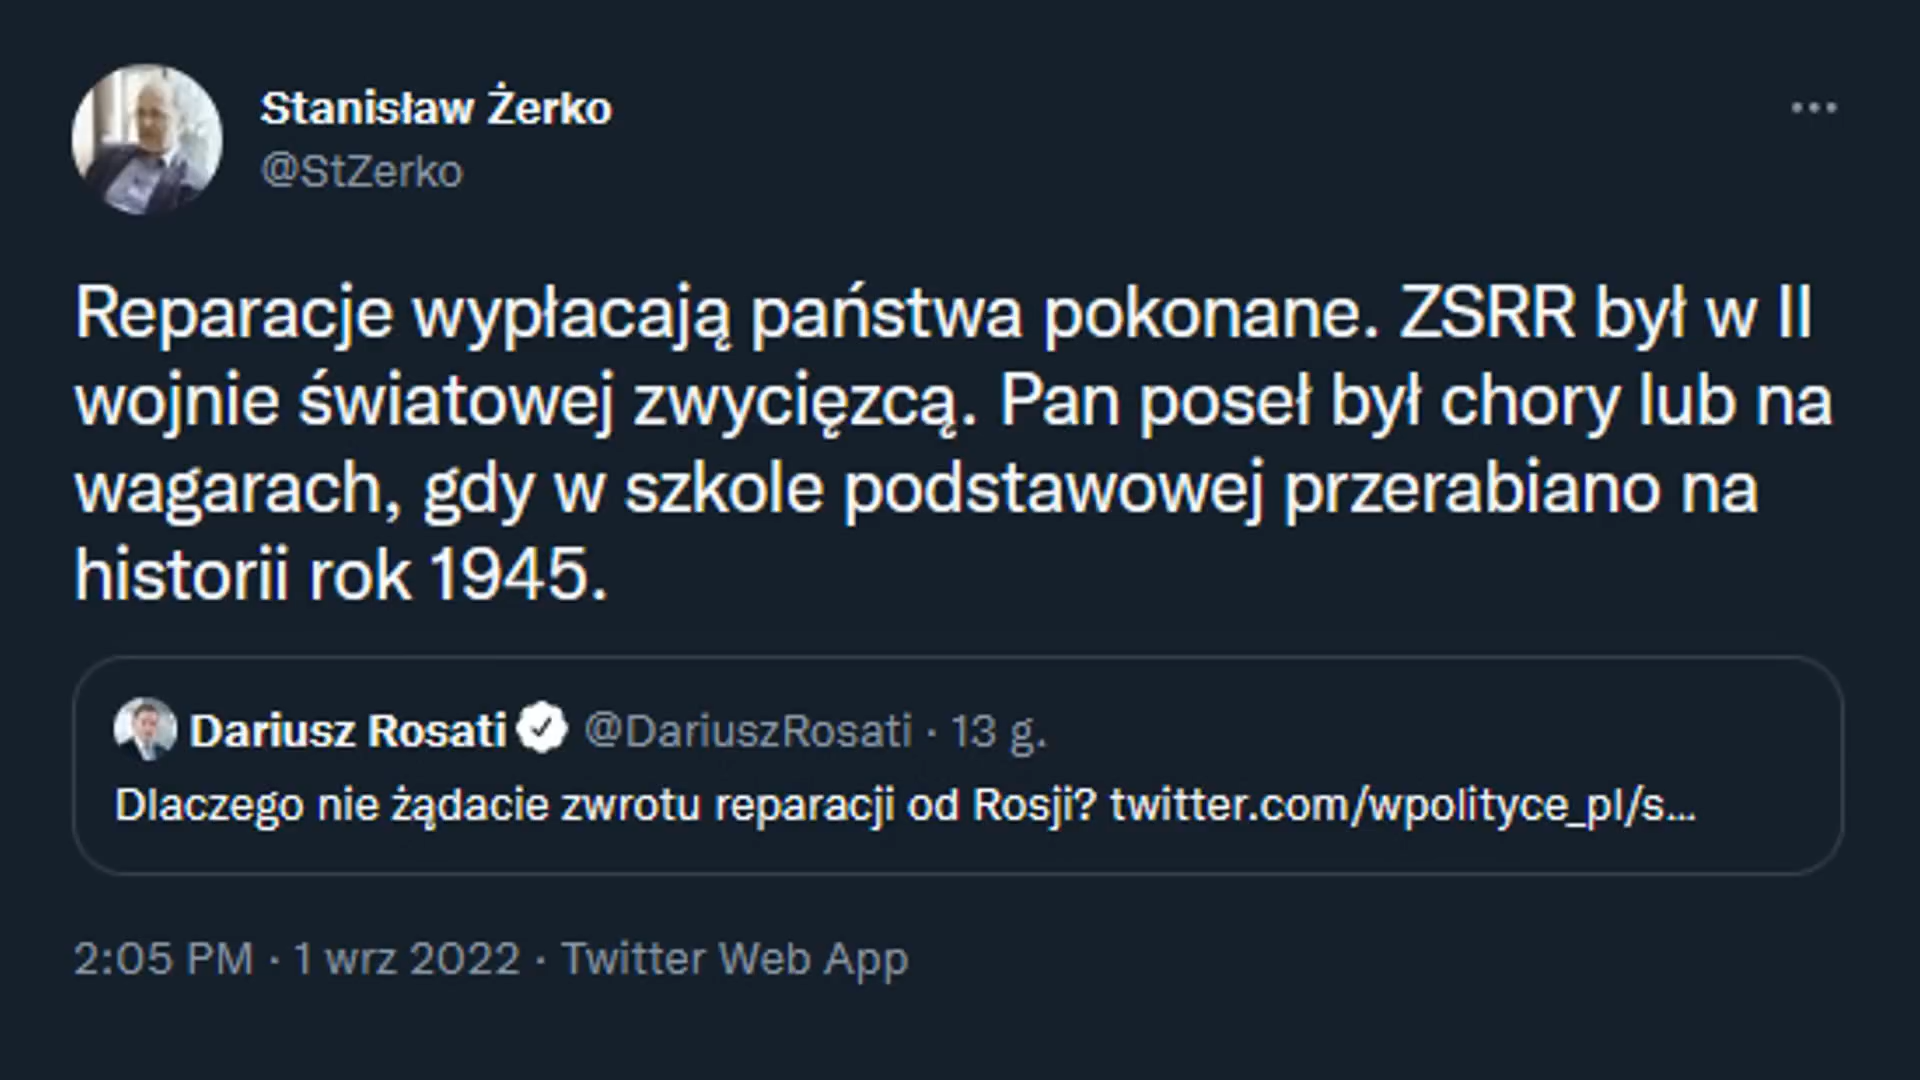 Stanisław Żerko
@StZerko
Reparacje wypłacają państwa pokonane. ZSRR był w II
wojnie światowej zwycięzcą. Pan poseł był chory lub na
wagarach, gdy w szkole podstawowej przerabiano na
historii rok 1945.
Dariusz Rosati @DariuszRosati · 13 g.
Dlaczego nie żądacie zwrotu reparacji od Rosji? twitter.com/wpolityce_pl/s...
2:05 PM · 1 wrz 2022 · Twitter Web App